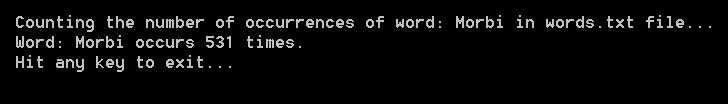 Counting the number of occurrences of word: Morbi in words.txt file...
Word: Morbi occurs 531 times.
Hit any key to exit...